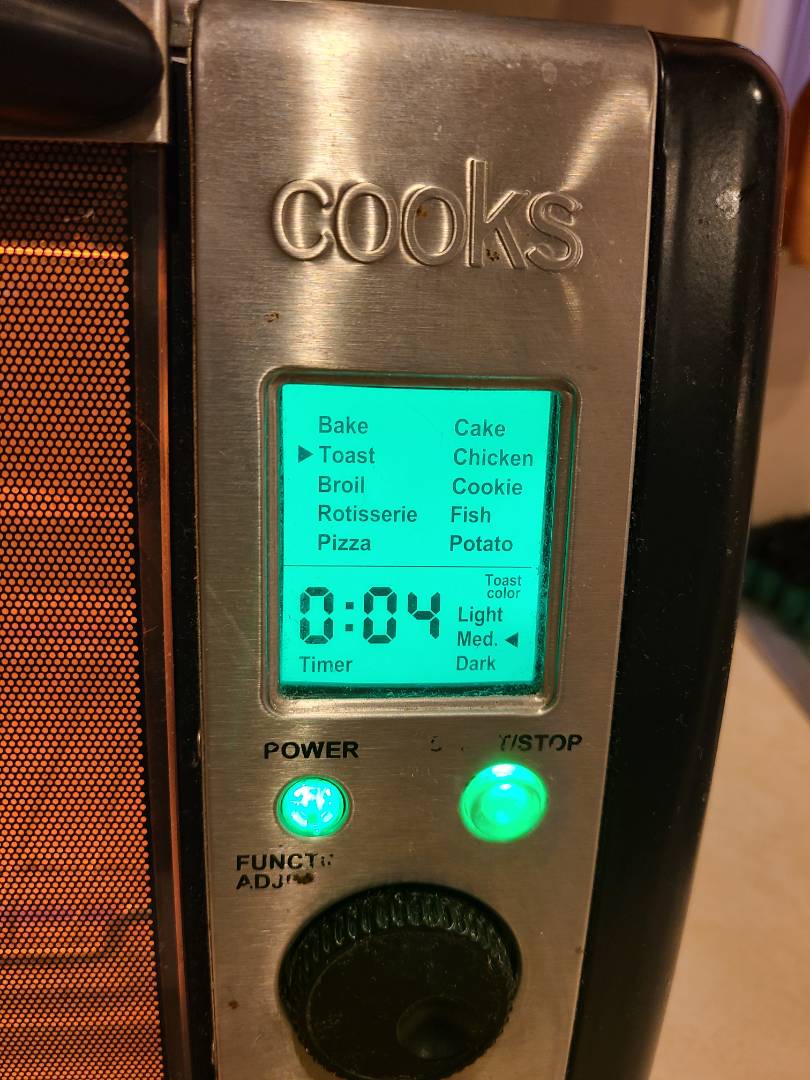 cooks
Bake
Toast
Broil
Rotisserie
Pizza
Cake
Chicken
Cookie
Fish
Potato
0:04
Timer
Toast
color
Light
Med.
Dark
POWER
T/STOP